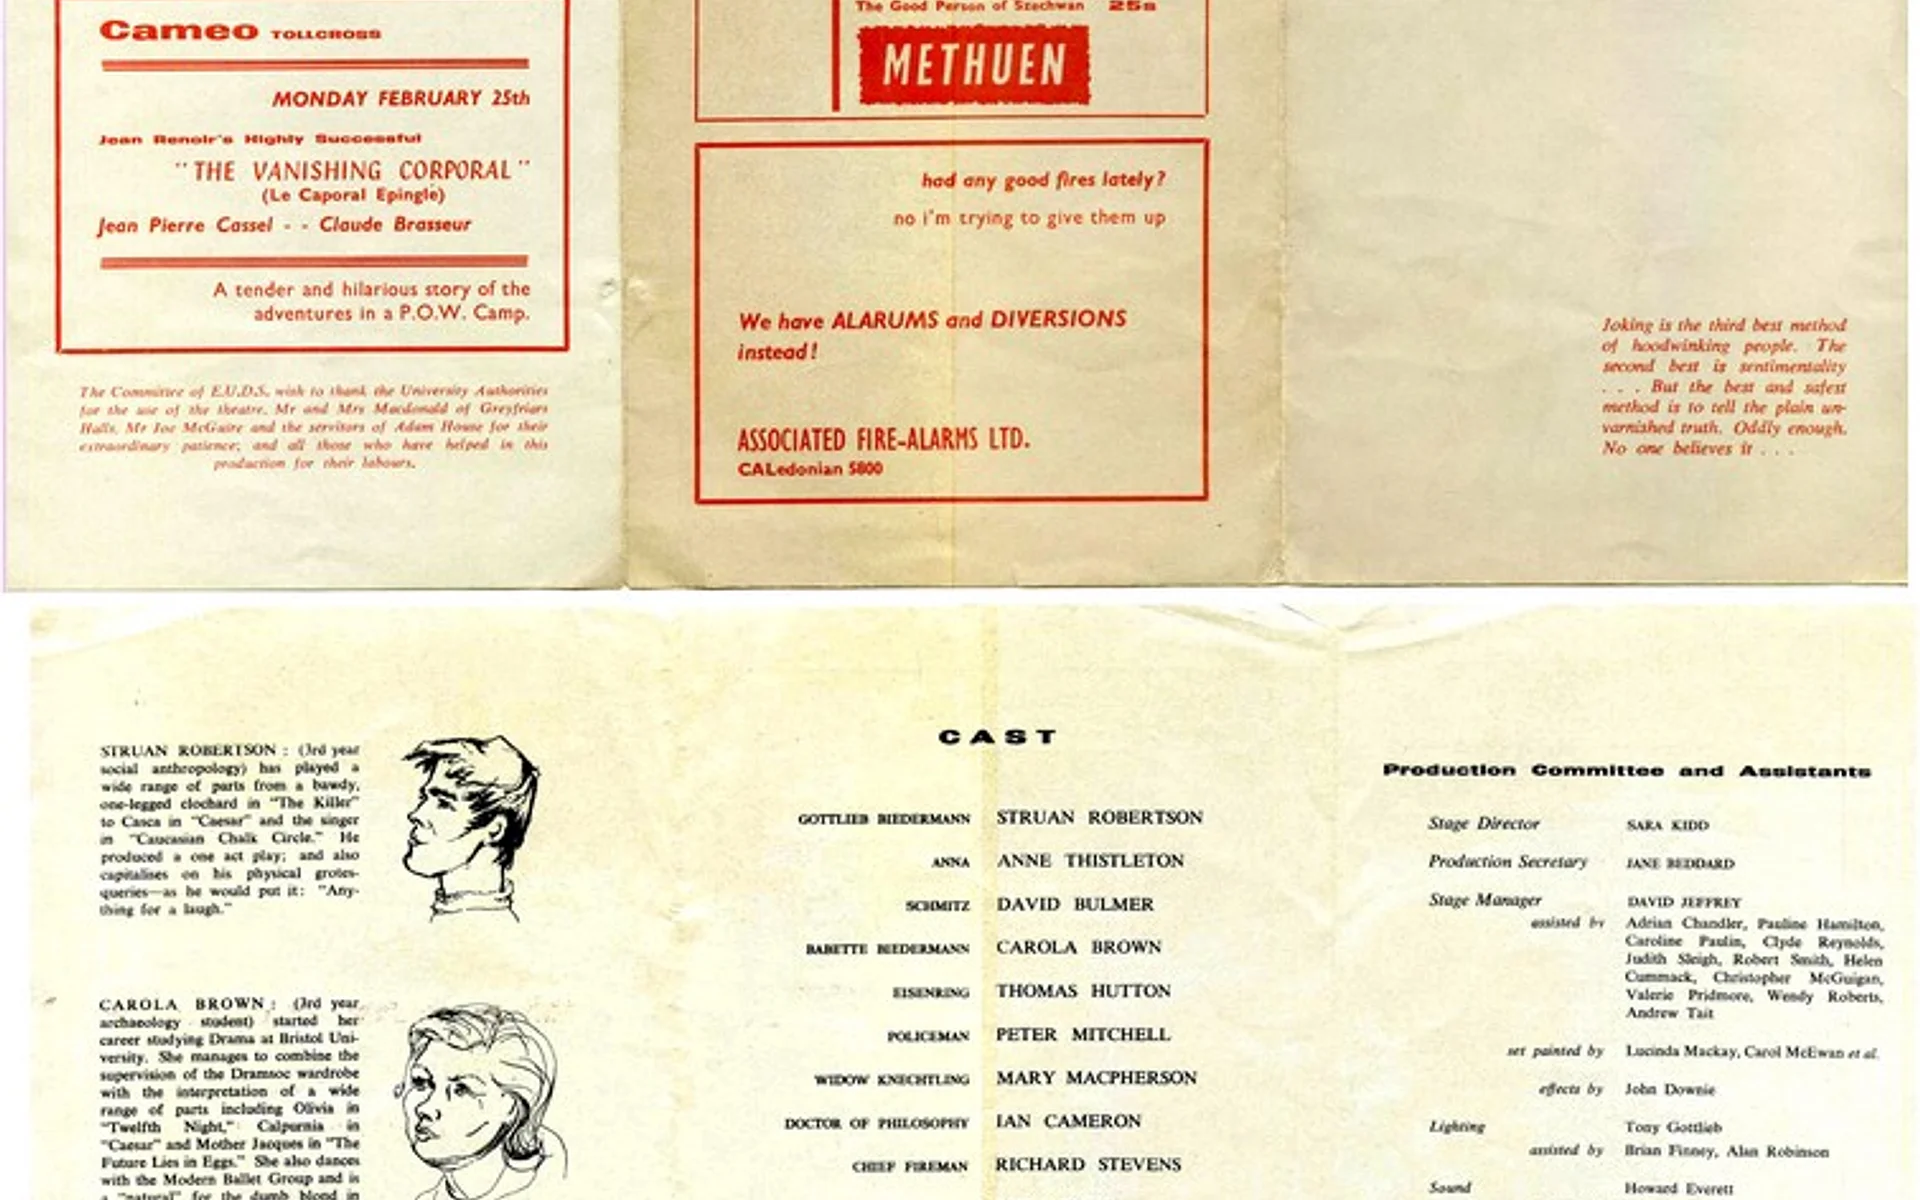 Cameo TOLLCROSS
MONDAY FEBRUARY 25th
Jean Renoir's Highly Successful
"THE VANISHING CORPORAL"
(Le Caporal Epingle)
Jean Pierre Cassel - - Claude Brasseur
A tender and hilarious story of the
adventures in a P.O.W. Camp.
The Committee of E.U.D.S. wish to thank the University Authorities
for the use of the theatre, Mr and Mrs Macdonald of Greyfriars
Halls, Mr Joe McGuire and the servitors of Adam House for their
extraordinary patience; and all those who have helped in this
production for their labours.
The Good Person of Szechwan 25s
METHUEN
had any good fires lately?
no i'm trying to give them up
We have ALARUMS and DIVERSIONS
instead!
ASSOCIATED FIRE-ALARMS LTD.
CALedonian 5800
Joking is the third best method
of hoodwinking people. The
second best is sentimentality
. . . But the best and safest
method is to tell the plain un-
varnished truth. Oddly enough.
No one believes it . . .
STRUAN ROBERTSON : (3rd year
social anthropology) has played a
wide range of parts from a bawdy,
one-legged clochard in "The Killer"
to Casca in "Caesar" and the singer
in "Caucasian Chalk Circle." He
produced a one act play; and also
capitalises on his physical grotes-
queries—as he would put it: "Any-
thing for a laugh."
CAROLA BROWN : (3rd year
archaeology student) started her
career studying Drama at Bristol Uni-
versity. She manages to combine the
supervision of the Dramsoc wardrobe
with the interpretation of a wide
range of parts including Olivia in
"Twelfth Night," Calpurnia in
"Caesar" and Mother Jacques in "The
Future Lies in Eggs." She also dances
with the Modern Ballet Group and is
a "natural" for the dumb blond in
CAST
GOTTLIEB BIEDERMANN STRUAN ROBERTSON
ANNA ANNE THISTLETON
SCHMITZ DAVID BULMER
BABETTE BIEDERMANN CAROLA BROWN
EISENRING THOMAS HUTTON
POLICEMAN PETER MITCHELL
WIDOW KNECHTLING MARY MACPHERSON
DOCTOR OF PHILOSOPHY IAN CAMERON
CHIEF FIREMAN RICHARD STEVENS
Production Committee and Assistants
Stage Director SARA KIDD
Production Secretary JANE BEDDARD
Stage Manager DAVID JEFFREY
assisted by Adrian Chandler, Pauline Hamilton,
Caroline Paulin, Clyde Reynolds,
Judith Sleigh, Robert Smith, Helen
Cummack, Christopher McGuigan,
Valerie Pridmore, Wendy Roberts,
Andrew Tait
set painted by Lucinda Mackay, Carol McEwan et al.
effects by John Downie
Lighting Tony Gottlieb
assisted by Brian Finney, Alan Robinson
Sound Howard Everett